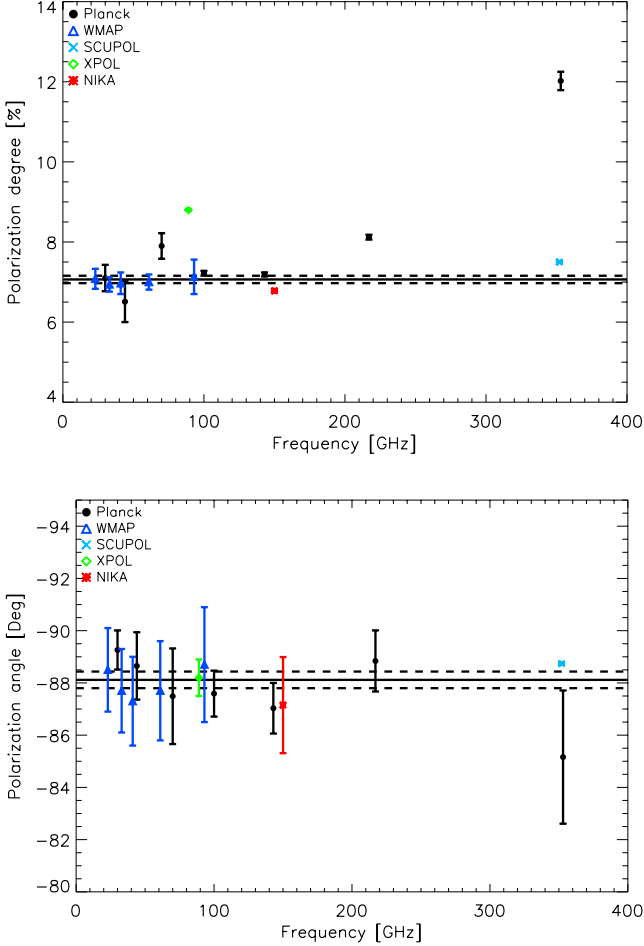 14
12
10
8
6
4
Polarization degree [%]
Planck
WMAP
SCUPOL
XPOL
NIKA
0
100
200
300
400
Frequency [GHz]
-94
-92
-90
-88
-86
-84
-82
-80
Polarization angle [Deg]
Planck
WMAP
SCUPOL
XPOL
NIKA
0
100
200
300
400
Frequency [GHz]